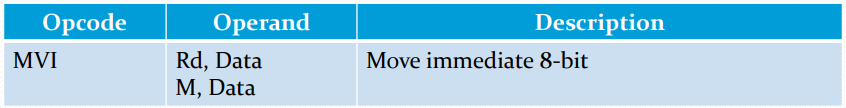 Opcode Operand Description
MVI Rd, Data Move immediate 8-bit
M, Data